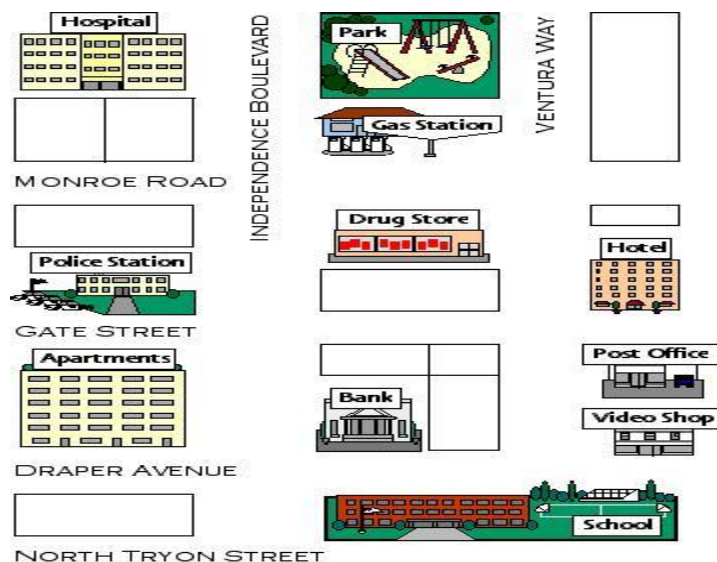 Hospital
INDEPENDENCE BOULEVARD
Park
VENTURA WAY
Gas Station
MONROE ROAD
Drug Store
Police Station
Hotel
GATE STREET
Apartments
Post Office
Bank
Video Shop
DRAPER AVENUE
School
NORTH TRYON STREET